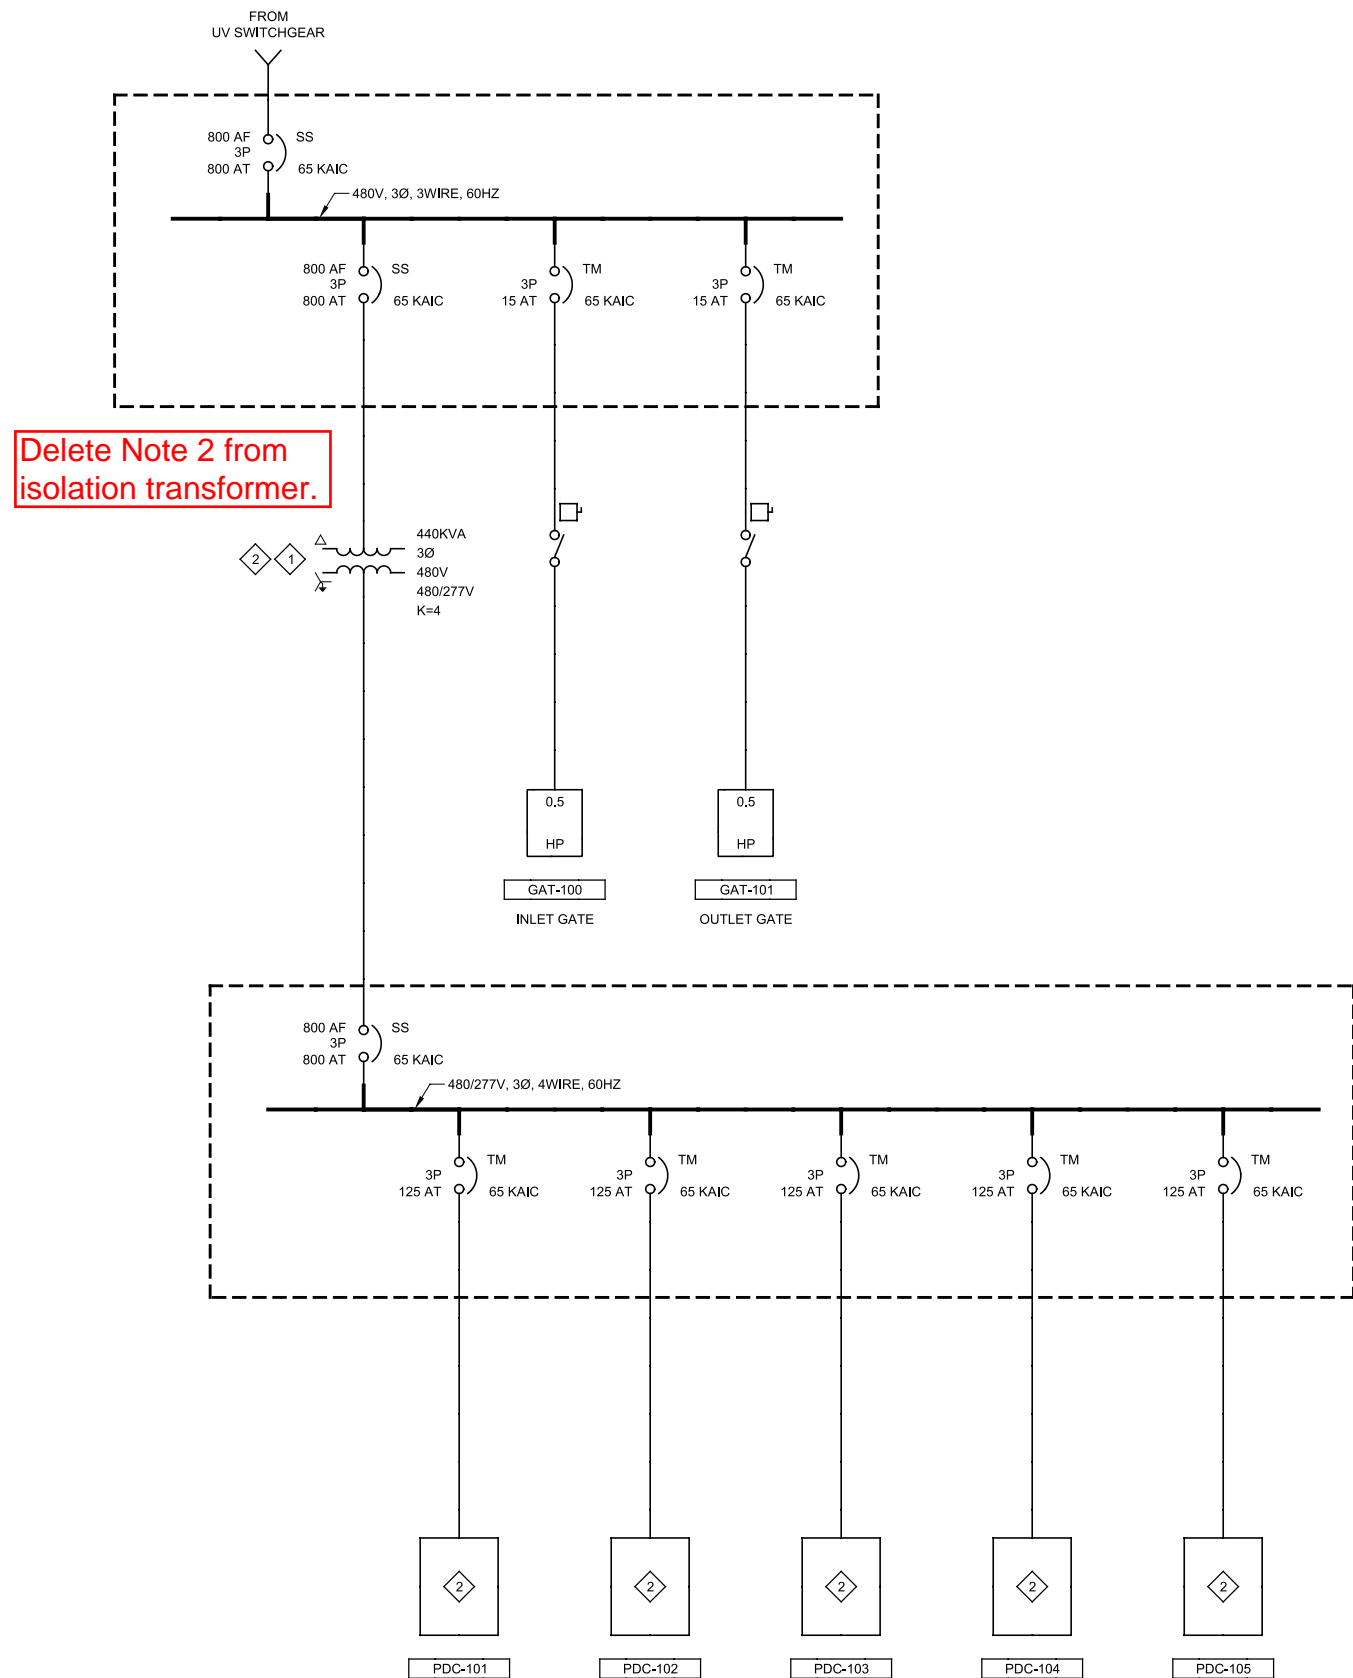 FROM
UV SWITCHGEAR
800 AF
3P
800 AT
SS
65 KAIC
480V, 3Ø, 3WIRE, 60HZ
800 AF
3P
800 AT
SS
65 KAIC
3P
15 AT
TM
65 KAIC
3P
15 AT
TM
65 KAIC
Delete Note 2 from
isolation transformer.
2
1
440KVA
3Ø
480V
480/277V
K=4
0.5
HP
GAT-100
INLET GATE
0.5
HP
GAT-101
OUTLET GATE
800 AF
3P
800 AT
SS
65 KAIC
480/277V, 3Ø, 4WIRE, 60HZ
3P
125 AT
TM
65 KAIC
3P
125 AT
TM
65 KAIC
3P
125 AT
TM
65 KAIC
3P
125 AT
TM
65 KAIC
3P
125 AT
TM
65 KAIC
2
2
2
2
2
PDC-101
PDC-102
PDC-103
PDC-104
PDC-105